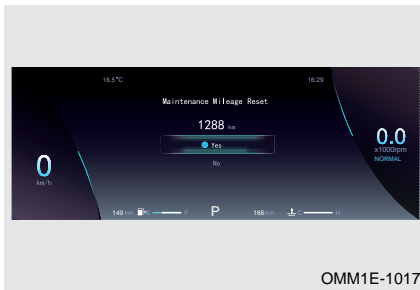 16.5°C 16:29
Maintenance Mileage Reset
1288 km
Yes
No
0
km/h
0.0
x1000rpm
NORMAL
149 km E F P 166 km C H
OMM1E-1017